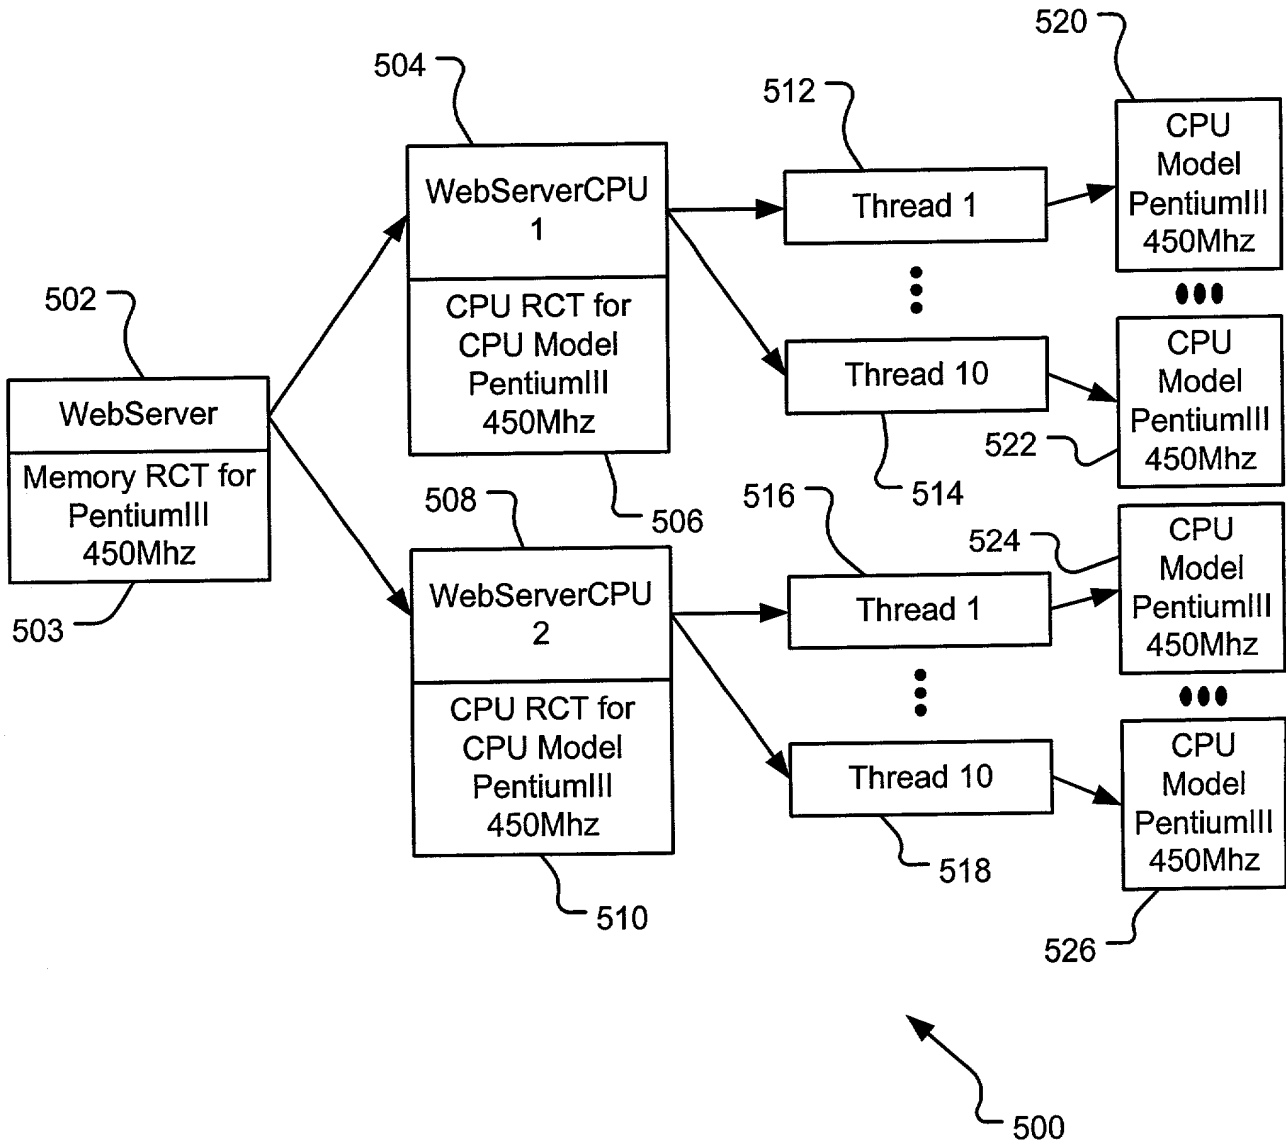 502
WebServer
Memory RCT for
PentiumIII
450Mhz
503
504
WebServerCPU
1
CPU RCT for
CPU Model
PentiumIII
450Mhz
506
508
WebServerCPU
2
CPU RCT for
CPU Model
PentiumIII
450Mhz
510
512
Thread 1
Thread 10
514
516
Thread 1
Thread 10
518
520
CPU
Model
PentiumIII
450Mhz
CPU
Model
PentiumIII
450Mhz
522
524
CPU
Model
PentiumIII
450Mhz
CPU
Model
PentiumIII
450Mhz
526
500